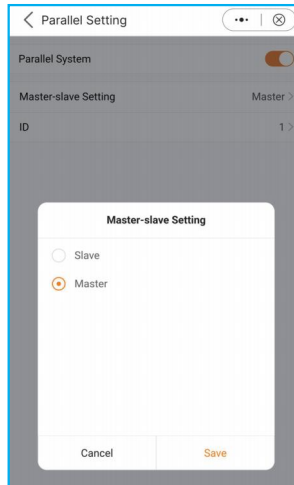 Parallel Setting
Parallel System
Master-slave Setting Master
ID 1
Master-slave Setting
Slave
Master
Cancel Save